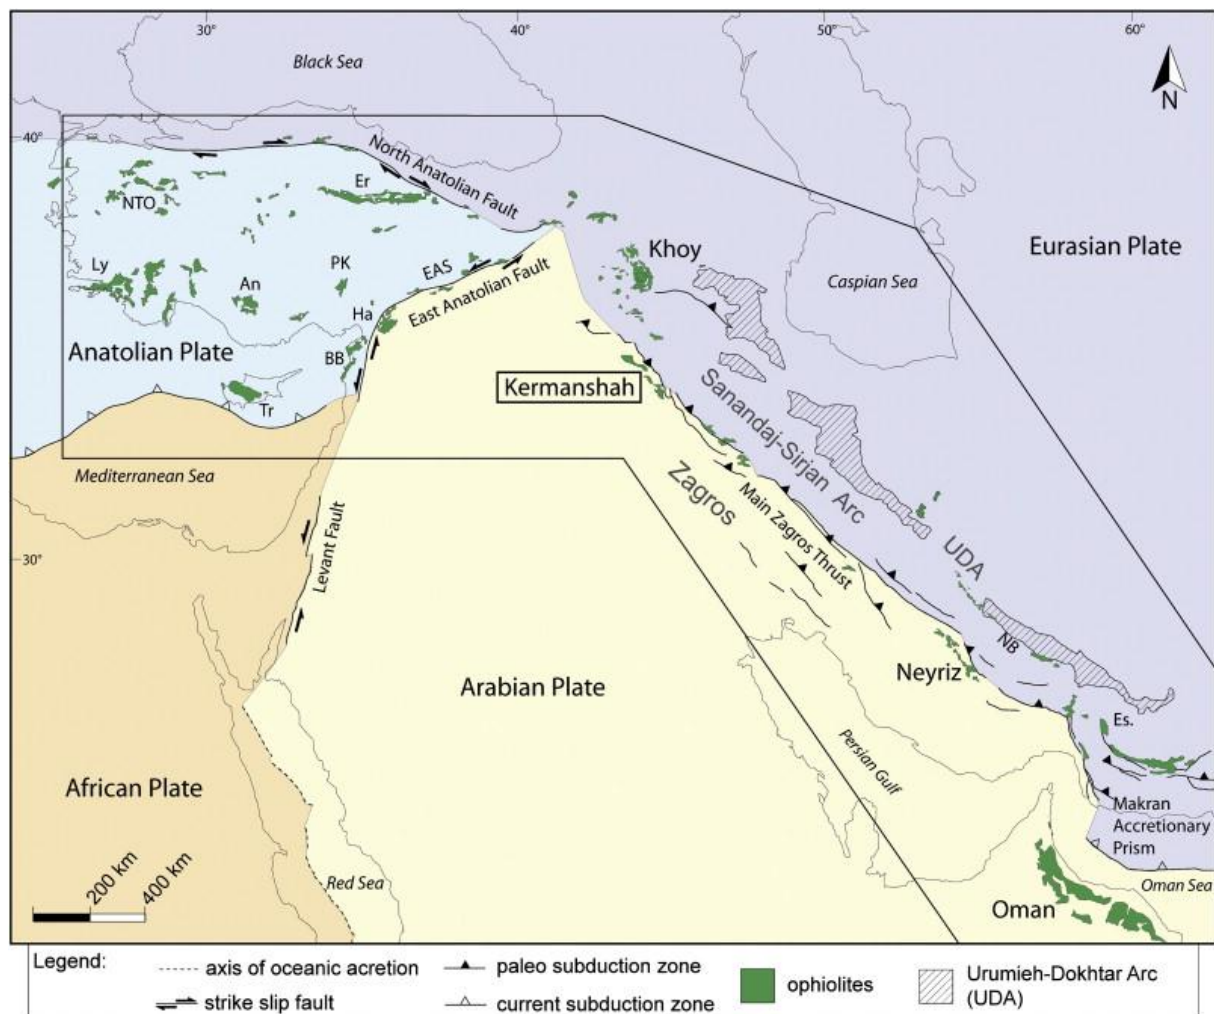 30°
40°
50°
60°
Black Sea
N
40°
North Anatolian Fault
Er
NTO
Khoy
Eurasian Plate
Ly
An
PK
EAS
East Anatolian Fault
Caspian Sea
Ha
Anatolian Plate
BB
Tr
Kermanshah
Sanandaj-Sirjan Arc
Mediterranean Sea
Zagros
Main Zagros Thrust
UDA
30°
Levant Fault
NB
Neyriz
Arabian Plate
Es.
Persian Gulf
African Plate
Makran
Accretionary
Prism
200 km
400 km
Red Sea
Oman Sea
Oman
Legend:
axis of oceanic acretion
paleo subduction zone
ophiolites
Urumieh-Dokhtar Arc
(UDA)
strike slip fault
current subduction zone